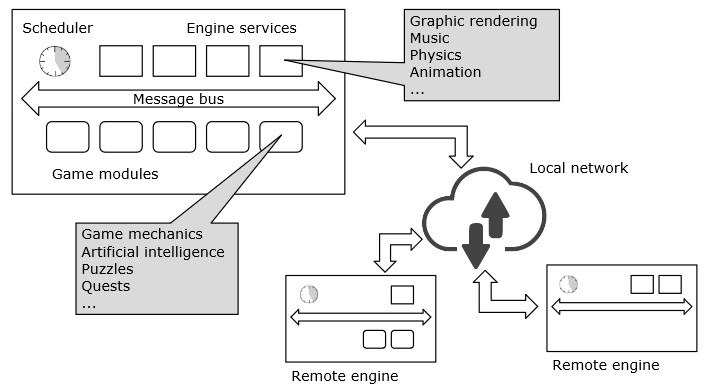 Scheduler
Engine services
Graphic rendering
Music
Physics
Animation
...
Message bus
Game modules
Local network
Game mechanics
Artificial intelligence
Puzzles
Quests
...
Remote engine
Remote engine